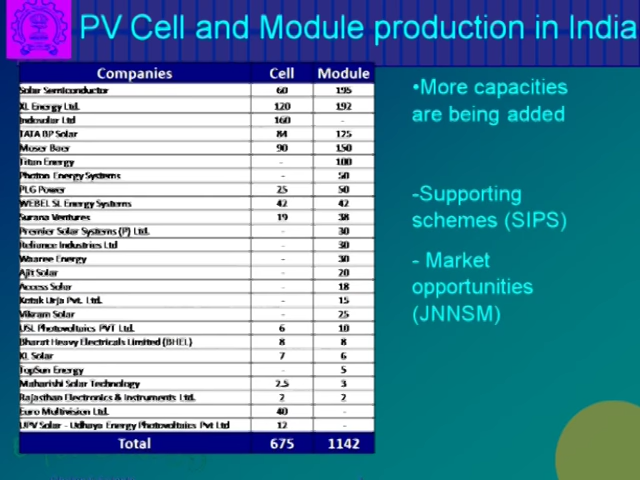 PV Cell and Module production in India
Companies Cell Module
Solar Semiconductor 60 195
XL Energy Ltd. 120 192
Indosolar Ltd 160 -
TATA BP Solar 84 125
Moser Baer 90 150
Titan Energy - 100
Photon Energy Systems - 50
PLG Power 25 50
WEBEL SL Energy Systems 42 42
Surana Ventures 19 38
Premier Solar Systems (P) Ltd. - 30
Reliance Industries Ltd - 30
Waaree Energy - 30
Ajit Solar - 20
Access Solar - 18
Kotak Urja Pvt. Ltd. - 15
Vikram Solar - 25
USL Photovoltaics PVT Ltd. 6 10
Bharat Heavy Electricals Limited (BHEL) 8 8
KL Solar 7 6
TopSun Energy - 5
Maharishi Solar Technology 2.5 3
Rajasthan Electronics & Instruments Ltd. 2 2
Euro Multivision Ltd. 40 -
UPV Solar - Udhaya Energy Photovoltaics Pvt Ltd 12 -
Total 675 1142
•More capacities
are being added
-Supporting
schemes (SIPS)
- Market
opportunities
(JNNSM)